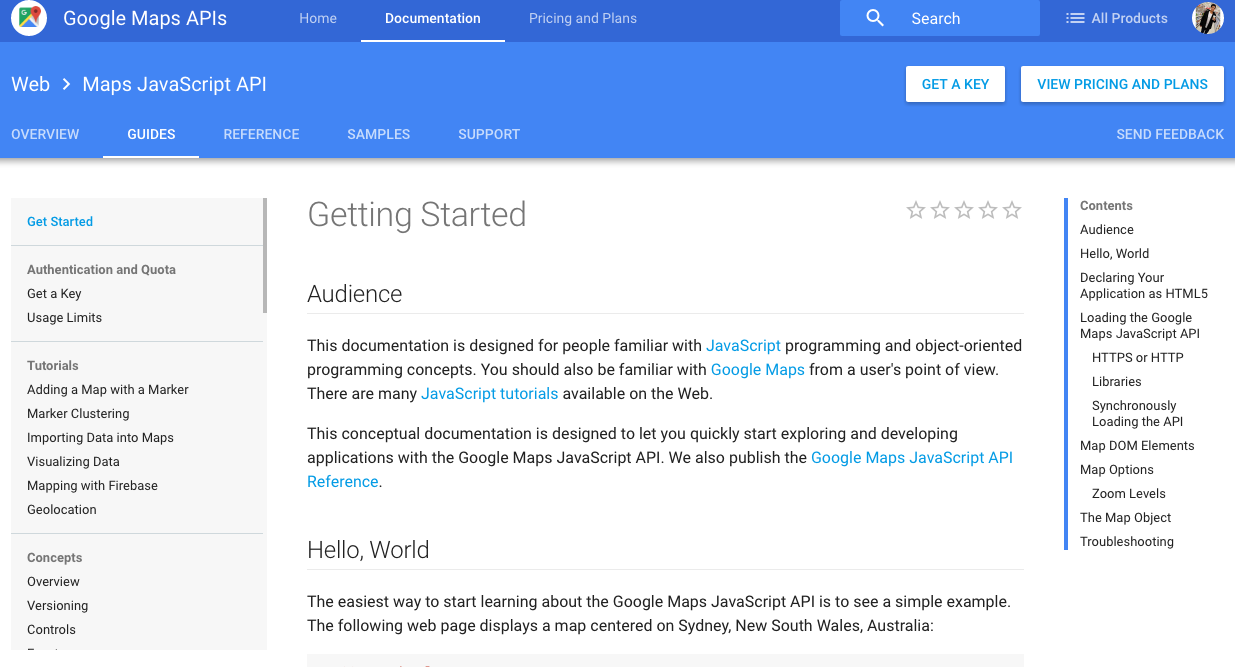 Google Maps APIs
Home
Documentation
Pricing and Plans
Search
All Products
Web > Maps JavaScript API
GET A KEY
VIEW PRICING AND PLANS
OVERVIEW
GUIDES
REFERENCE
SAMPLES
SUPPORT
SEND FEEDBACK
Get Started
Authentication and Quota
Get a Key
Usage Limits
Tutorials
Adding a Map with a Marker
Marker Clustering
Importing Data into Maps
Visualizing Data
Mapping with Firebase
Geolocation
Concepts
Overview
Versioning
Controls
Getting Started
Audience
This documentation is designed for people familiar with JavaScript programming and object-oriented
programming concepts. You should also be familiar with Google Maps from a user's point of view.
There are many JavaScript tutorials available on the Web.
This conceptual documentation is designed to let you quickly start exploring and developing
applications with the Google Maps JavaScript API. We also publish the Google Maps JavaScript API
Reference.
Hello, World
The easiest way to start learning about the Google Maps JavaScript API is to see a simple example.
The following web page displays a map centered on Sydney, New South Wales, Australia:
Contents
Audience
Hello, World
Declaring Your
Application as HTML5
Loading the Google
Maps JavaScript API
HTTPS or HTTP
Libraries
Synchronously
Loading the API
Map DOM Elements
Map Options
Zoom Levels
The Map Object
Troubleshooting